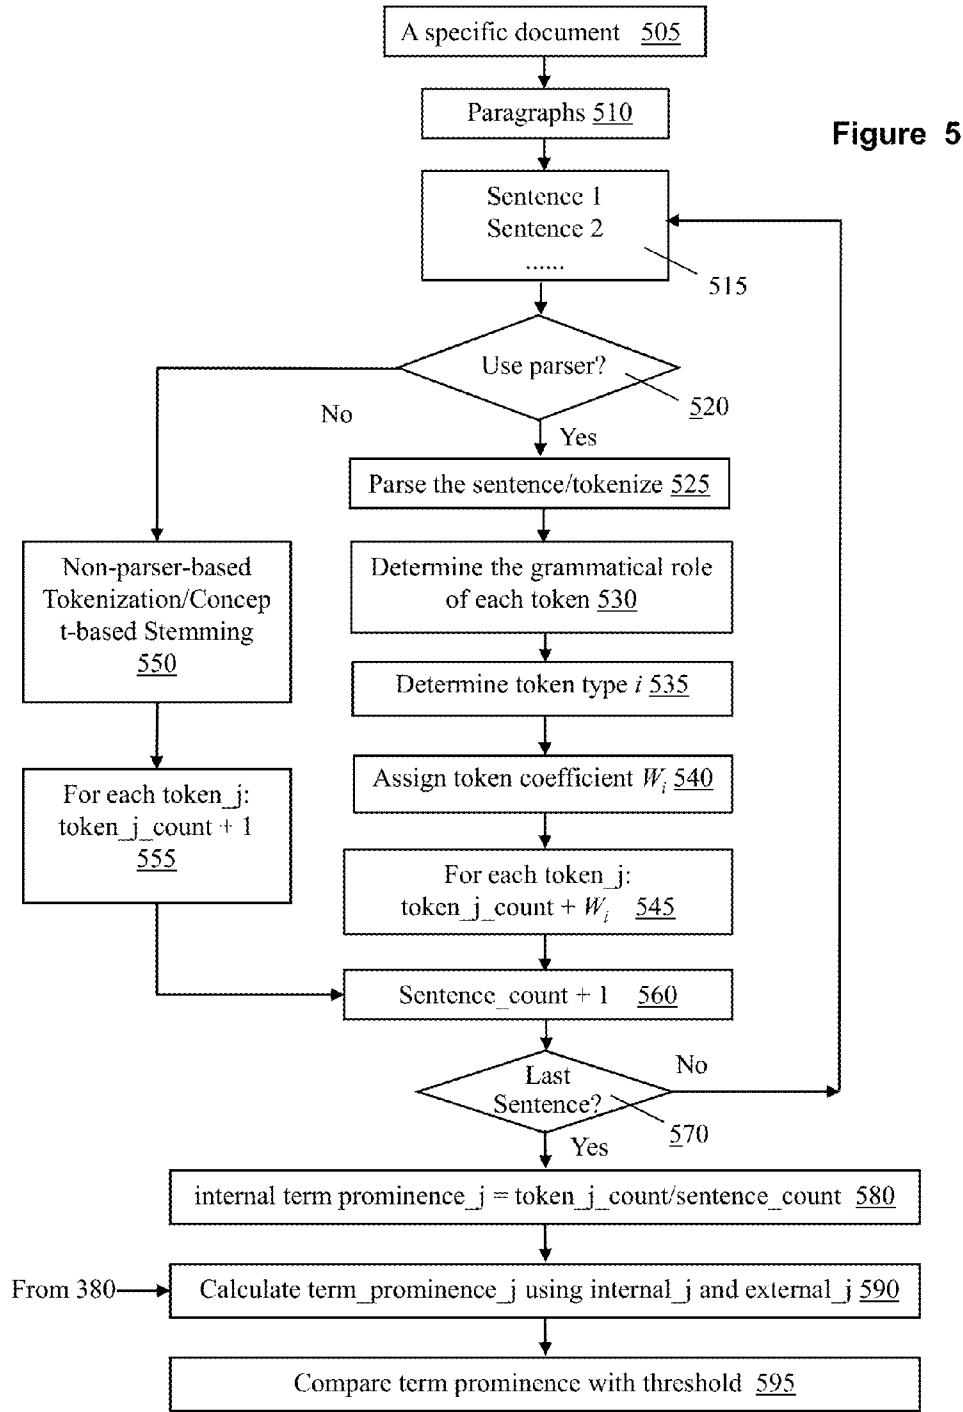 A specific document 505
Paragraphs 510
Figure 5
Sentence 1
Sentence 2
......
515
Use parser?
520
No
Yes
Parse the sentence/tokenize 525
Non-parser-based
Tokenization/Concep
t-based Stemming
550
Determine the grammatical role
of each token 530
Determine token type i 535
Assign token coefficient Wi 540
For each token_j:
token_j_count + 1
555
For each token_j:
token_j_count + Wi 545
Sentence_count + 1 560
Last
Sentence?
No
570
Yes
internal term prominence_j = token_j_count/sentence_count 580
From 380
Calculate term_prominence_j using internal_j and external_j 590
Compare term prominence with threshold 595